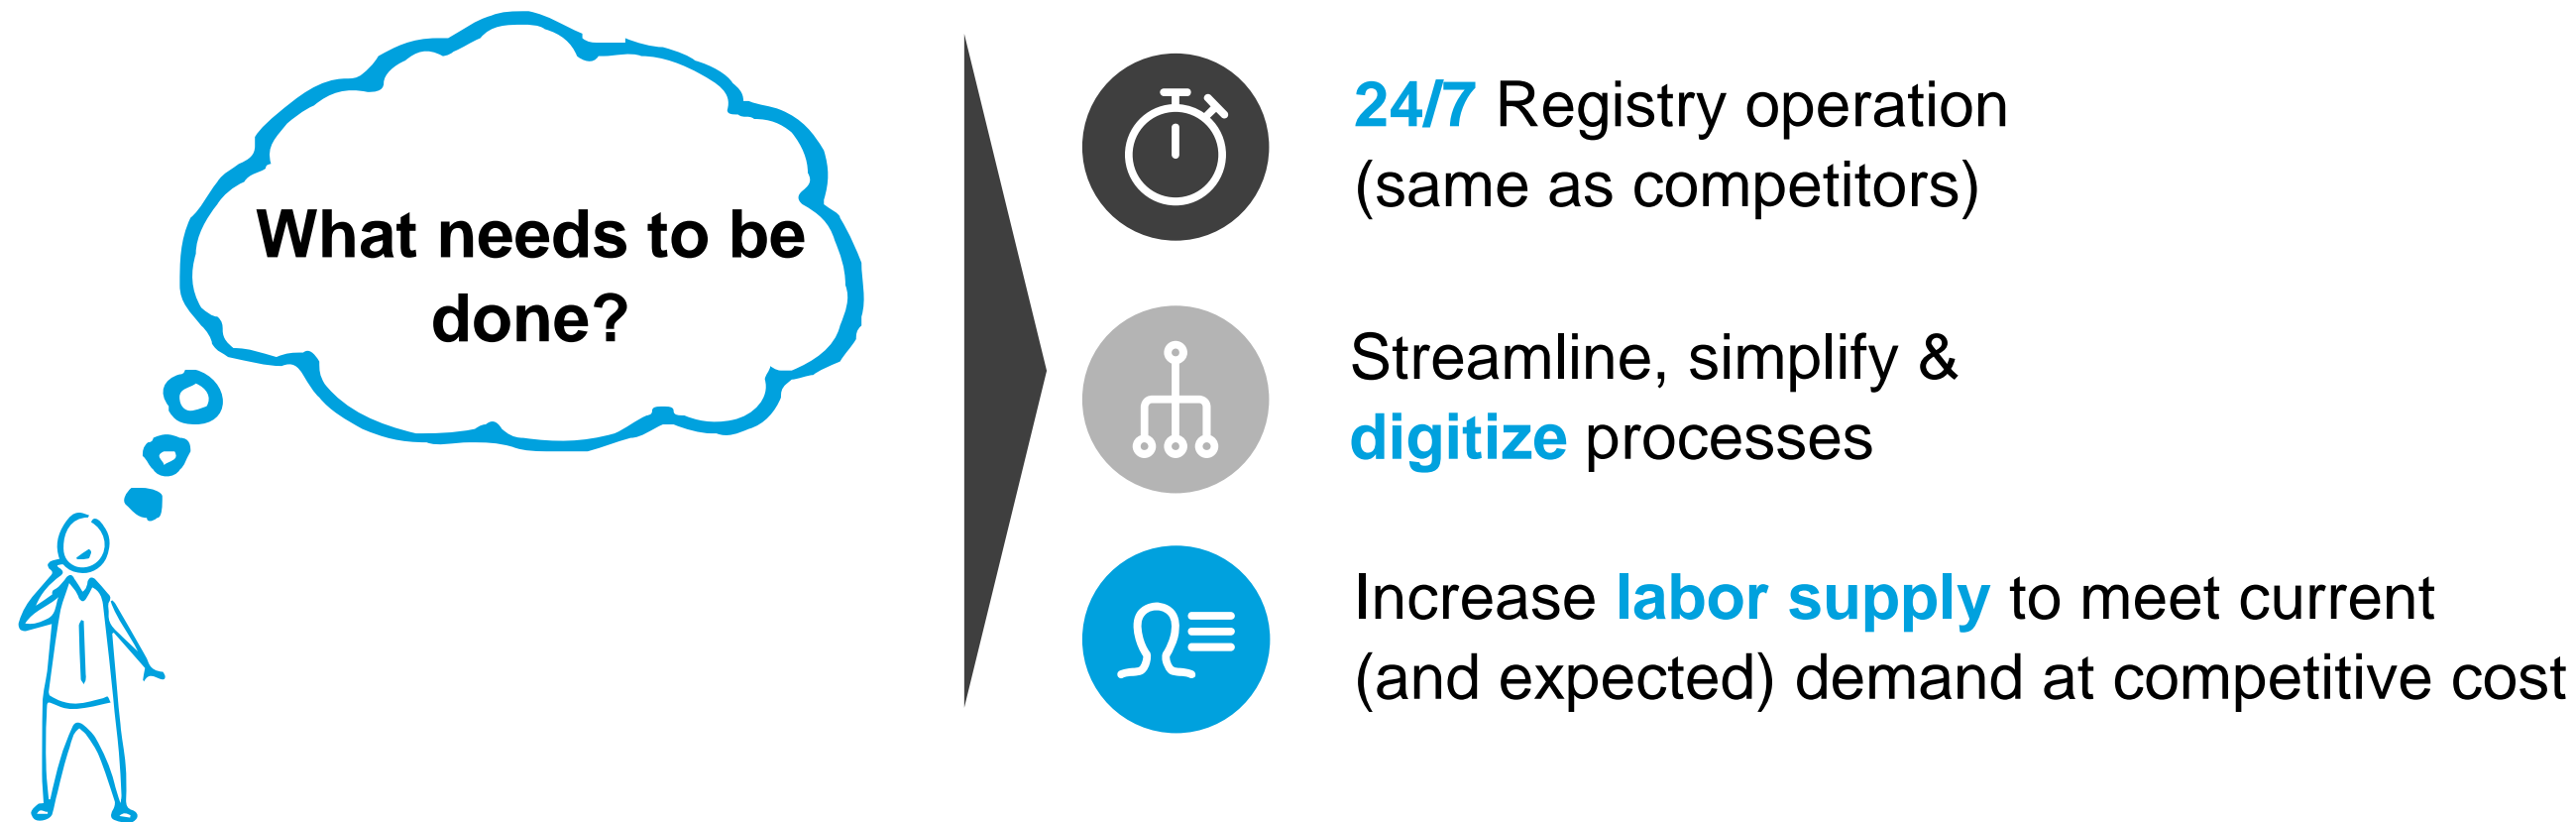 What needs to be
done?
24/7 Registry operation
(same as competitors)
Streamline, simplify &
digitize processes
Increase labor supply to meet current
(and expected) demand at competitive cost